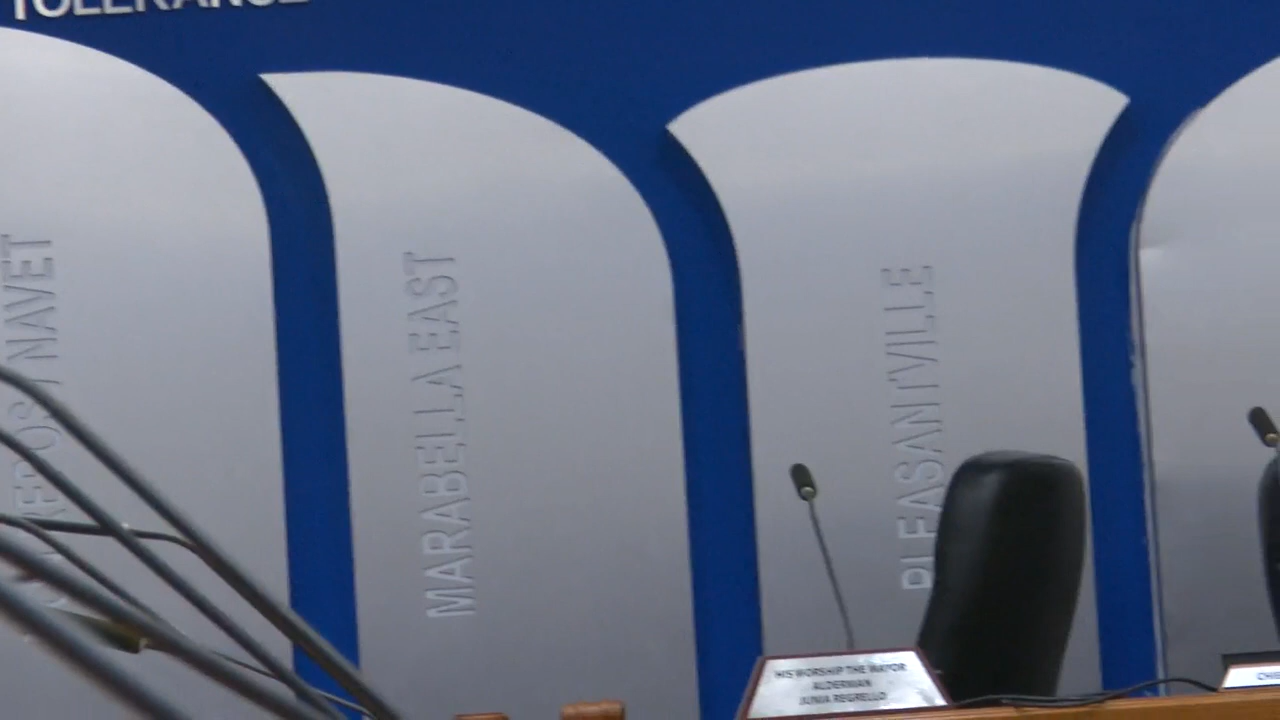 TOLERANCE
NAVET
MARABELLA EAST
PLEASANTVILLE
HIS WORSHIP THE MAYOR
ALDERMAN
JUNIA REGRELLO